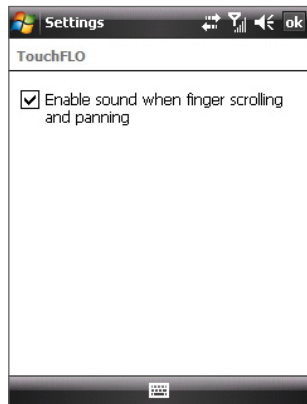 Settings
ok
TouchFLO
Enable sound when finger scrolling
and panning